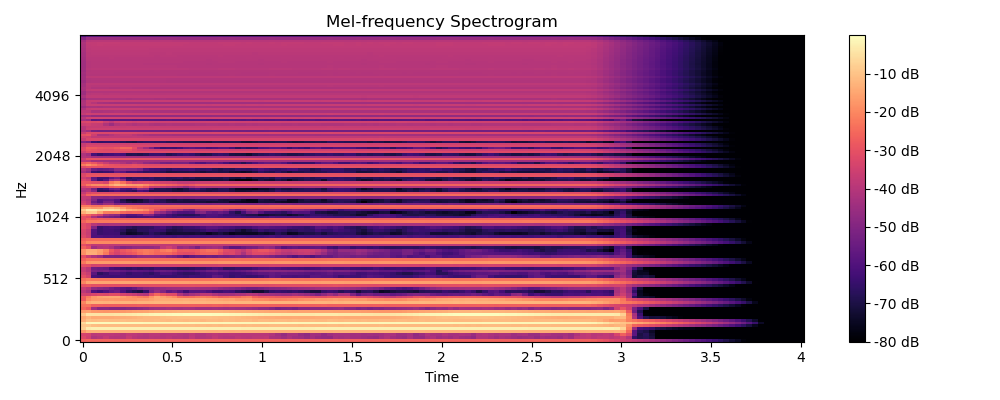 Mel-frequency Spectrogram
Hz
4096
2048
1024
512
0
0
0.5
1
1.5
2
2.5
3
3.5
4
Time
-10 dB
-20 dB
-30 dB
-40 dB
-50 dB
-60 dB
-70 dB
-80 dB